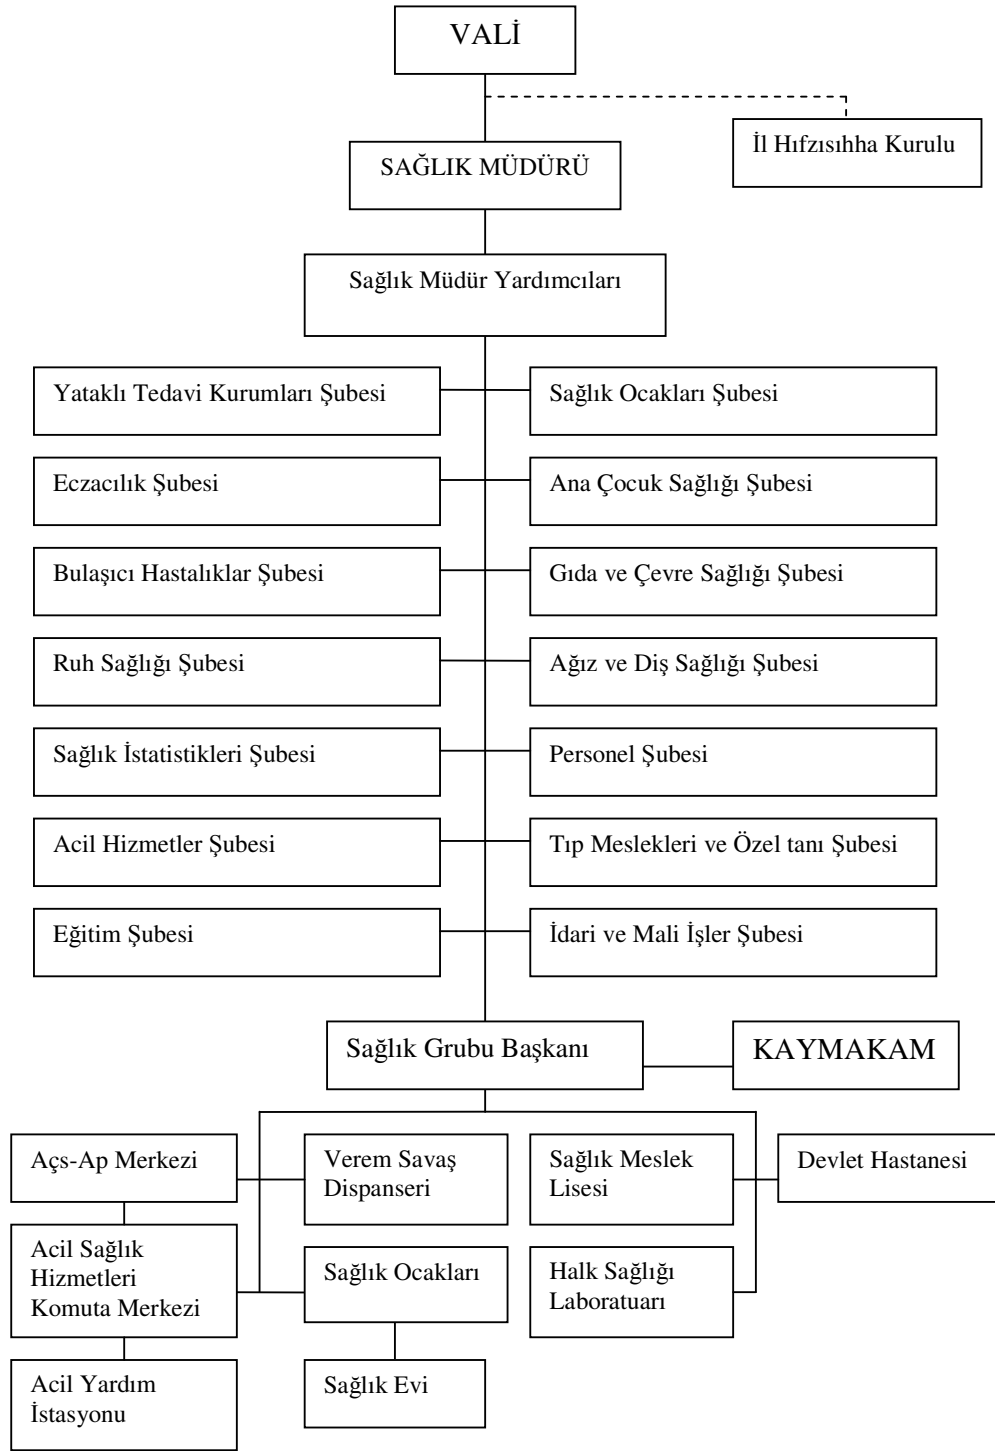 VALİ
İl Hıfzısıhha Kurulu
SAĞLIK MÜDÜRÜ
Sağlık Müdür Yardımcıları
Yataklı Tedavi Kurumları Şubesi
Sağlık Ocakları Şubesi
Eczacılık Şubesi
Ana Çocuk Sağlığı Şubesi
Bulaşıcı Hastalıklar Şubesi
Gıda ve Çevre Sağlığı Şubesi
Ruh Sağlığı Şubesi
Ağız ve Diş Sağlığı Şubesi
Sağlık İstatistikleri Şubesi
Personel Şubesi
Acil Hizmetler Şubesi
Tıp Meslekleri ve Özel tanı Şubesi
Eğitim Şubesi
İdari ve Mali İşler Şubesi
Sağlık Grubu Başkanı
KAYMAKAM
Açs-Ap Merkezi
Verem Savaş
Dispanseri
Sağlık Meslek
Lisesi
Devlet Hastanesi
Acil Sağlık
Hizmetleri
Komuta Merkezi
Sağlık Ocakları
Halk Sağlığı
Laboratuarı
Acil Yardım
İstasyonu
Sağlık Evi